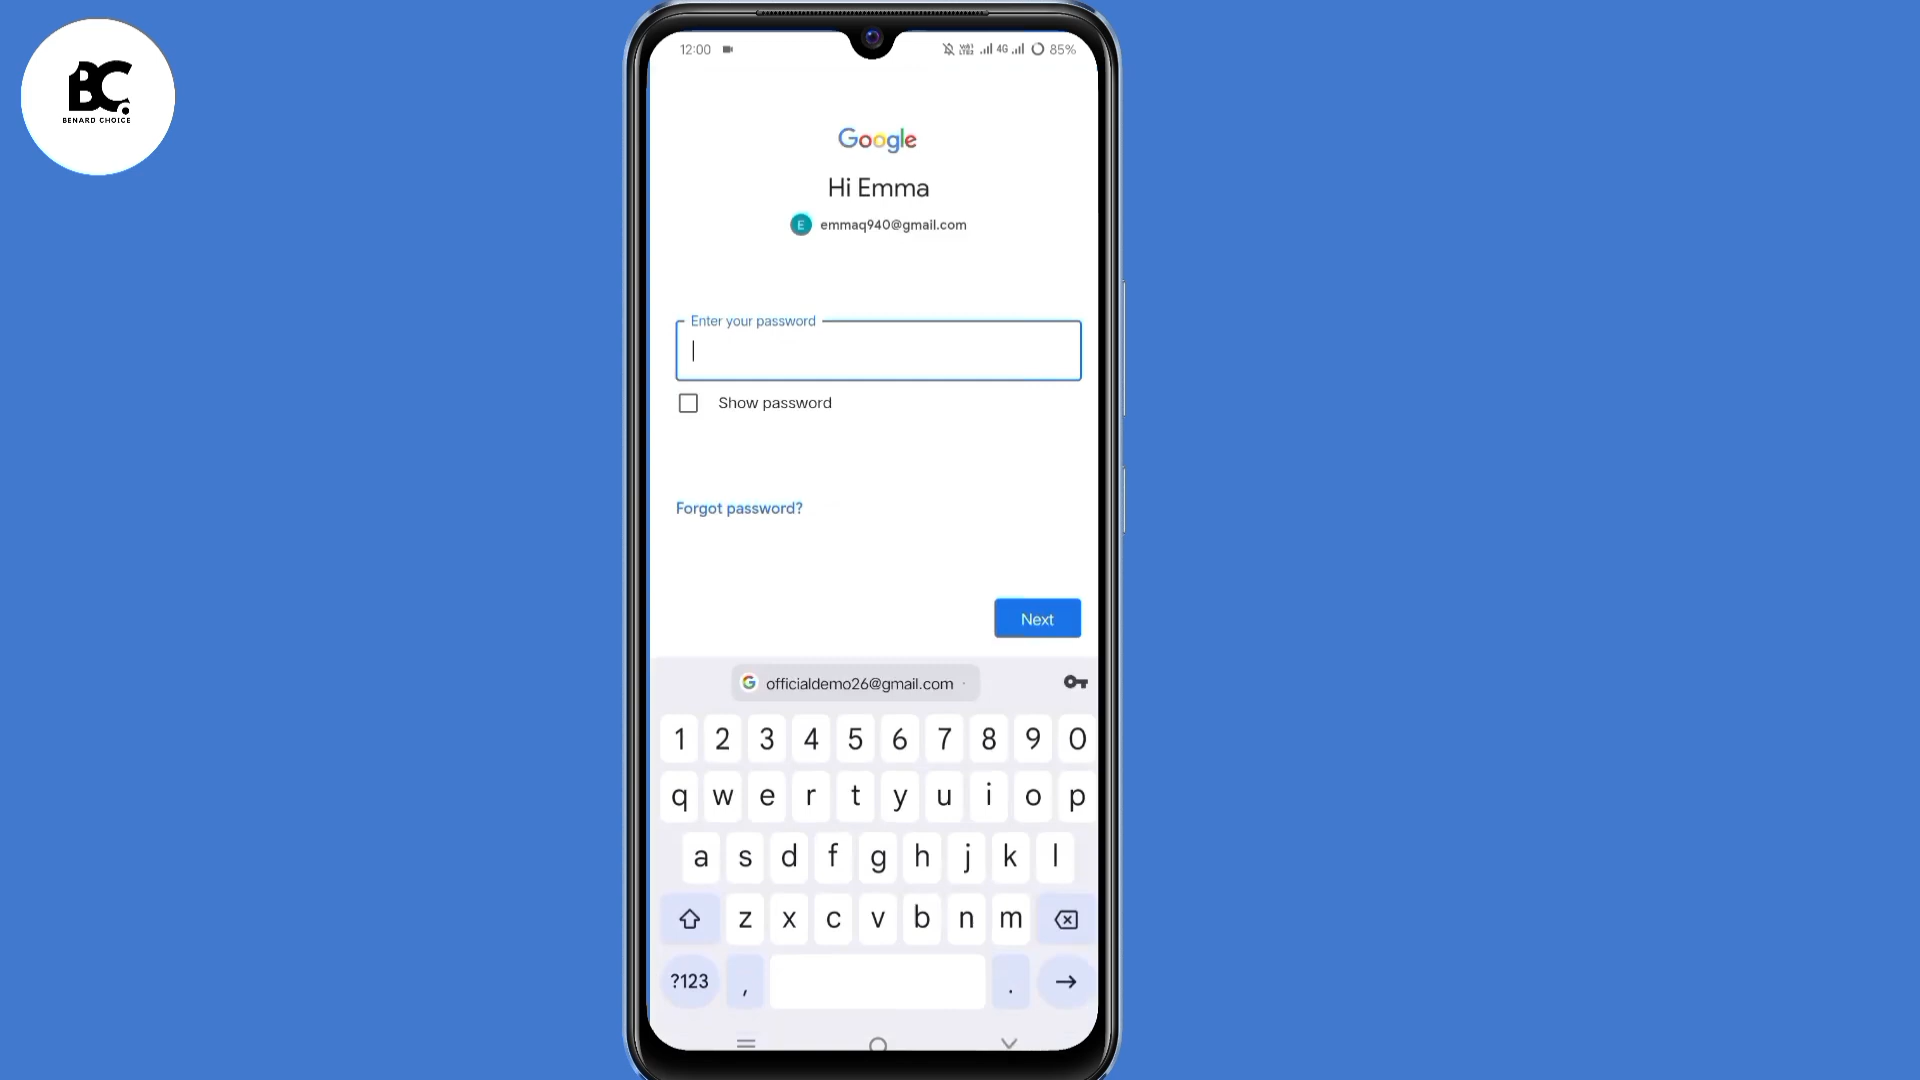 BC.
BENARD CHOICE
12:00
4G 85%
Google
Hi Emma
E emmaq940@gmail.com
Enter your password
Show password
Forgot password?
Next
G officialdemo26@gmail.com ·
1 2 3 4 5 6 7 8 9 0
q w e r t y u i o p
a s d f g h j k l
z x c v b n m
?123 , .